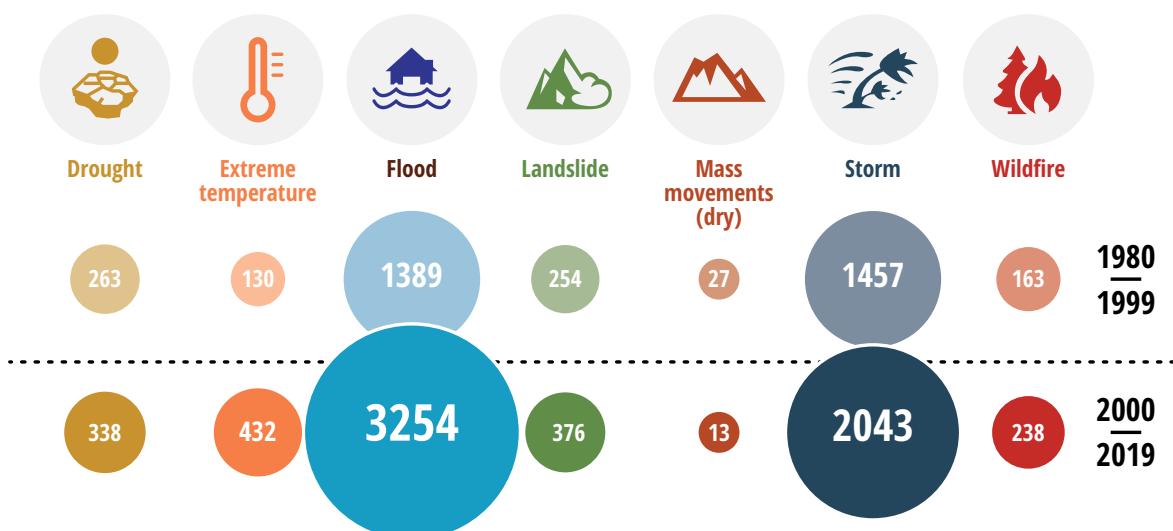 Drought
Extreme
temperature
Flood
Landslide
Mass
movements
(dry)
Storm
Wildfire
263
130
1389
254
27
1457
163
1980
1999
338
432
3254
376
13
2043
238
2000
2019